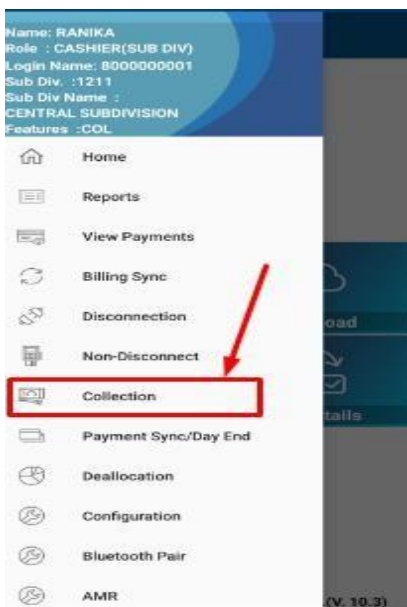 Name: RANIKA
Role : CASHIER(SUB DIV)
Login Name: 8000000001
Sub Div. :1211
Sub Div Name :
CENTRAL SUBDIVISION
Features :COL
Home
Reports
View Payments
Billing Sync
Disconnection
oad
Non-Disconnect
Collection
tails
Payment Sync/Day End
Deallocation
Configuration
Bluetooth Pair
AMR
(V. 10.3)